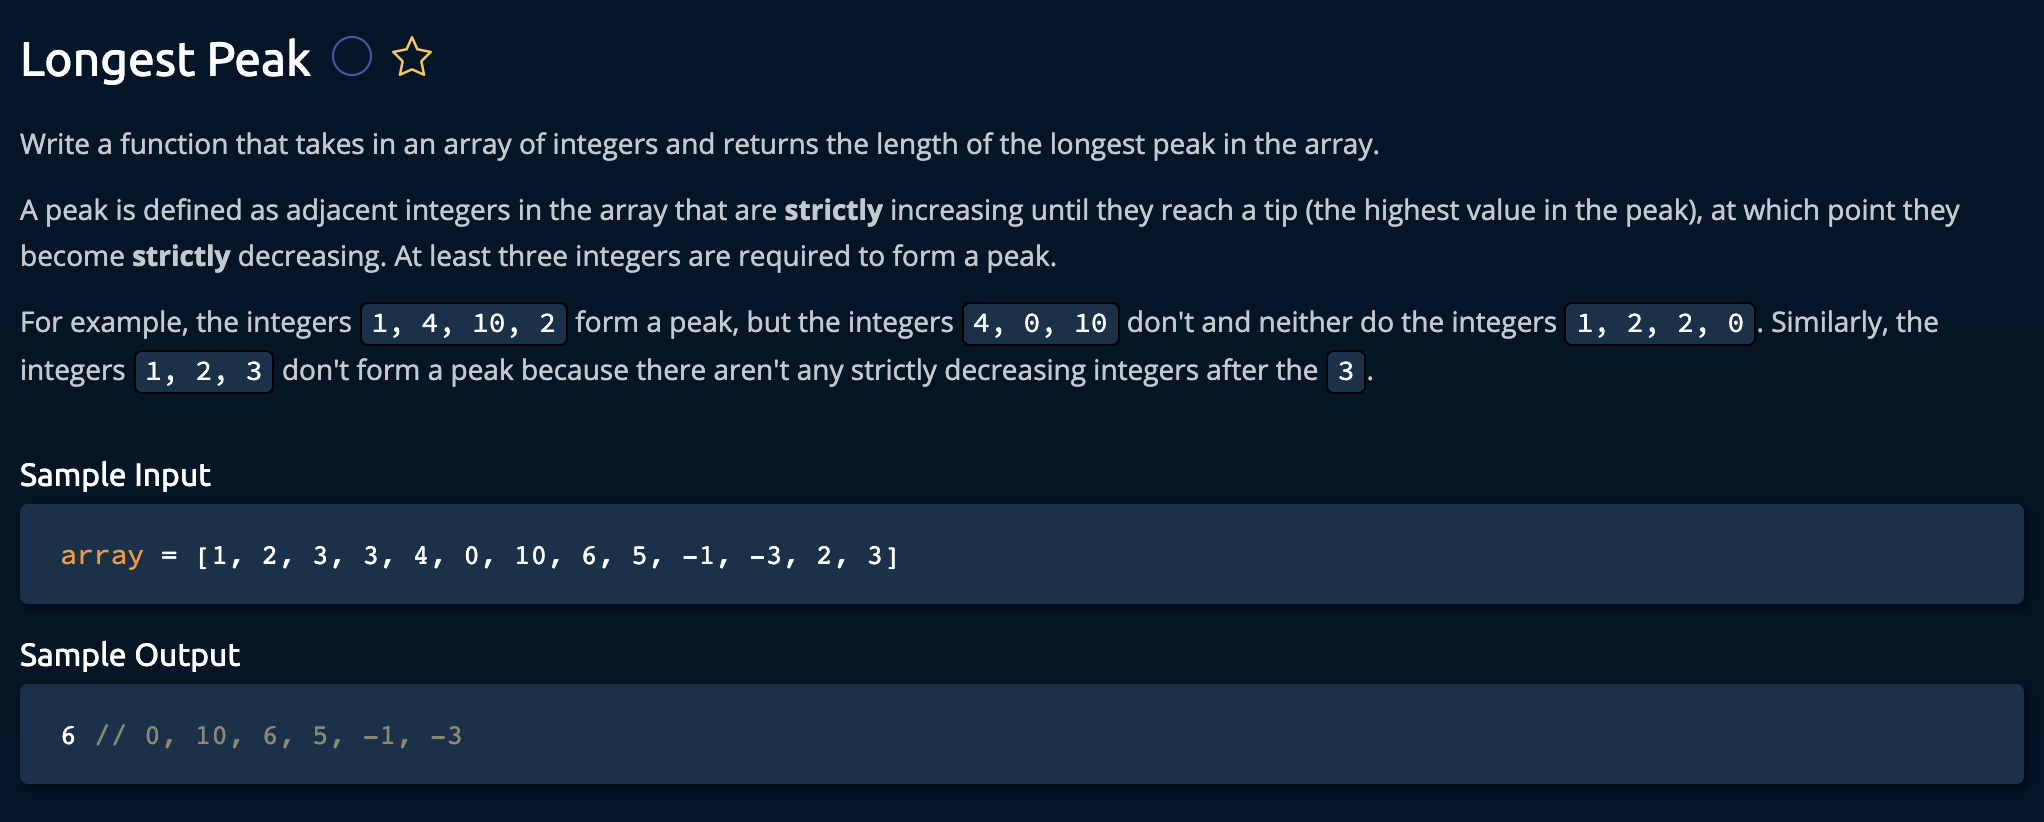 Longest Peak
Write a function that takes in an array of integers and returns the length of the longest peak in the array.
A peak is defined as adjacent integers in the array that are strictly increasing until they reach a tip (the highest value in the peak), at which point they
become strictly decreasing. At least three integers are required to form a peak.
For example, the integers 1, 4, 10, 2 form a peak, but the integers 4, 0, 10 don't and neither do the integers 1, 2, 2, 0. Similarly, the
integers 1, 2, 3 don't form a peak because there aren't any strictly decreasing integers after the 3.
Sample Input
array = [1, 2, 3, 3, 4, 0, 10, 6, 5, -1, -3, 2, 3]
Sample Output
6 // 0, 10, 6, 5, -1, -3